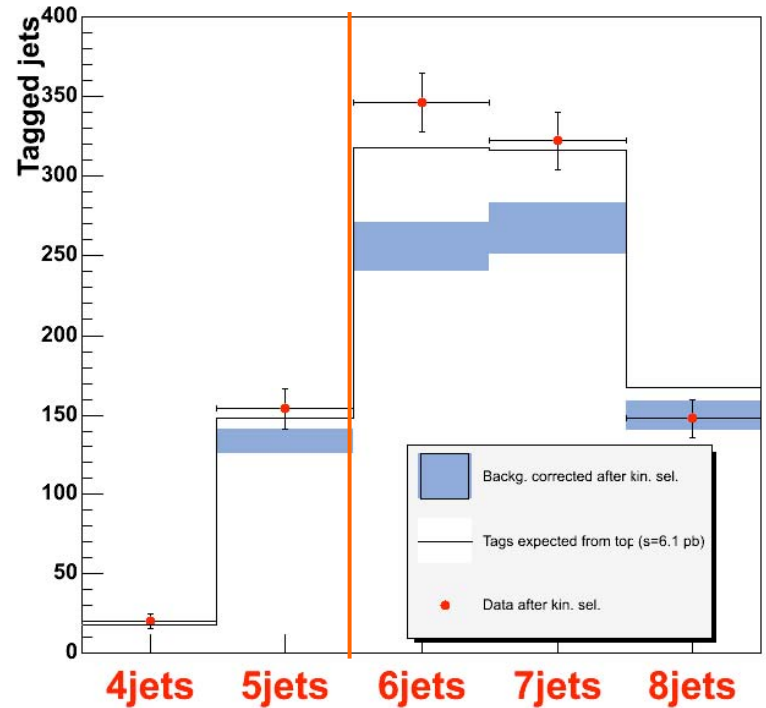 Tagged jets
400
350
300
250
200
150
100
50
0
4jets 5jets 6jets 7jets 8jets
Backg. corrected after kin. sel.
Tags expected from top (s=6.1 pb)
Data after kin. sel.